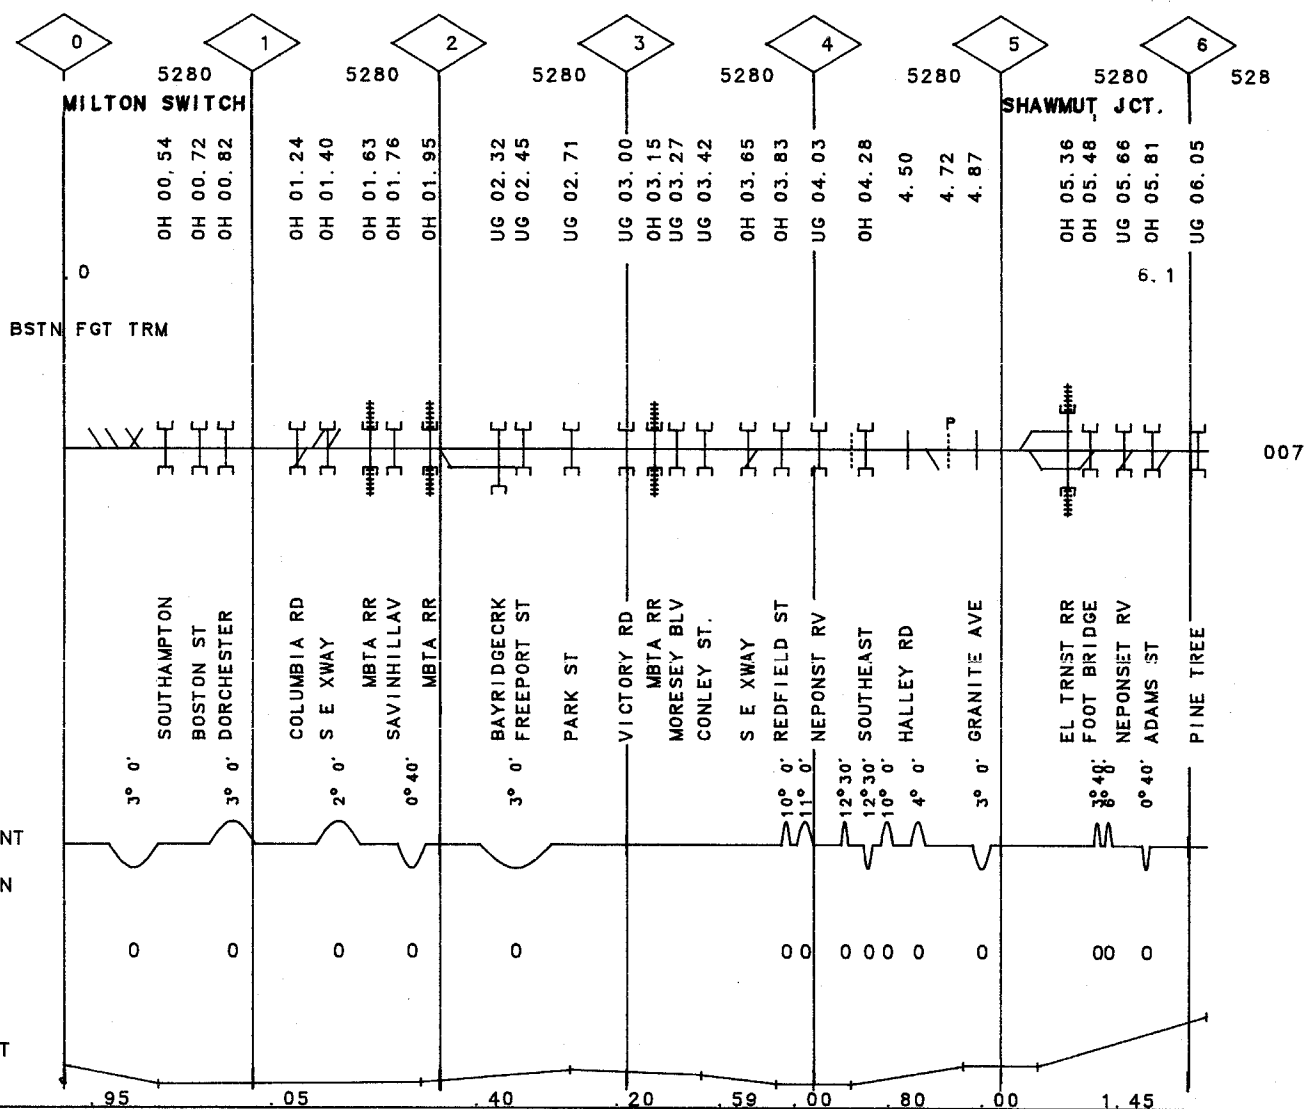 0 1 2 3 4 5 6
5280 5280 5280 5280 5280 5280 528
MILTON SWITCH SHAWMUT JCT.
OH 00.54
OH 00.72
OH 00.82
OH 01.24
OH 01.40
OH 01.63
OH 01.76
OH 01.95
UG 02.32
UG 02.45
UG 02.71
UG 03.00
OH 03.15
UG 03.27
UG 03.42
OH 03.65
OH 03.83
UG 04.03
OH 04.28
4.50
4.72
4.87
OH 05.36
OH 05.48
UG 05.66
OH 05.81
UG 06.05
.0 6.1
BSTN FGT TRM
P
007
SOUTHAMPTON
BOSTON ST
DORCHESTER
COLUMBIA RD
S E XWAY
MBTA RR
SAVINHILLAV
MBTA RR
BAYRIDGECRK
FREEPORT ST
PARK ST
VICTORY RD
MBTA RR
MORESEY BLV
CONLEY ST.
S E XWAY
REDFIELD ST
NEPONST RV
SOUTHEAST
HALLEY RD
GRANITE AVE
EL TRNST RR
FOOT BRIDGE
NEPONSET RV
ADAMS ST
PINE TREE
3° 0'
3° 0'
2° 0'
0° 40'
3° 0'
10° 0'
11° 0'
12° 30'
12° 30'
10° 0'
4° 0'
3° 0'
3° 40'
6° 0'
0° 40'
NT
N
0 0 0 0 0 0 0 0 0 0 0 0 0 0
T
.95 .05 .40 .20 .59 .00 .80 .00 1.45